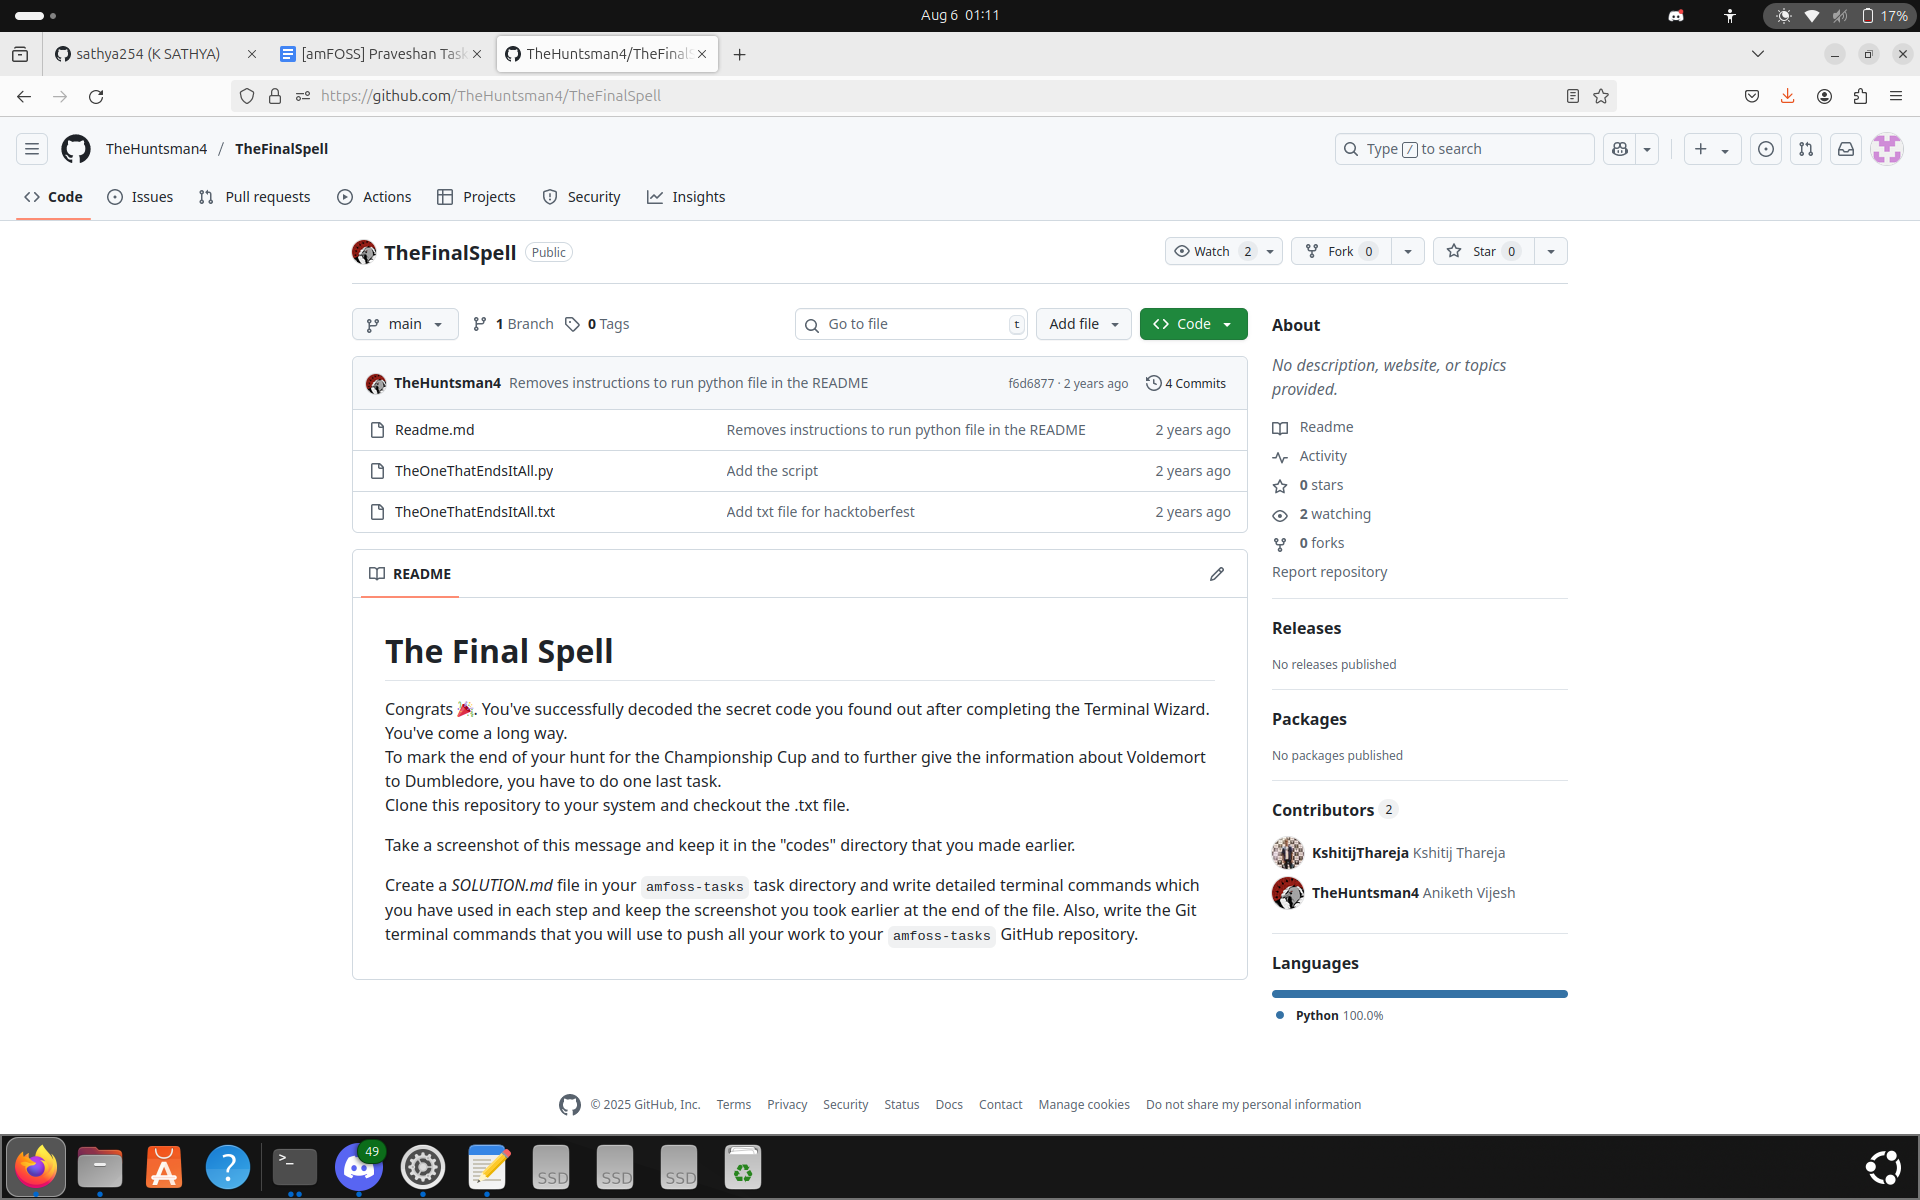 Aug 6 01:11
17%
sathya254 (K SATHYA)
[amFOSS] Praveshan Task
TheHuntsman4/TheFinalS
https://github.com/TheHuntsman4/TheFinalSpell
TheHuntsman4 / TheFinalSpell
Type / to search
Code
Issues
Pull requests
Actions
Projects
Security
Insights
TheFinalSpell Public
Watch 2
Fork 0
Star 0
main
1 Branch
0 Tags
Go to file t
Add file
Code
TheHuntsman4 Removes instructions to run python file in the README
f6d6877 · 2 years ago
4 Commits
Readme.md Removes instructions to run python file in the README 2 years ago
TheOneThatEndsItAll.py Add the script 2 years ago
TheOneThatEndsItAll.txt Add txt file for hacktoberfest 2 years ago
README
The Final Spell
Congrats 🎉. You've successfully decoded the secret code you found out after completing the Terminal Wizard.
You've come a long way.
To mark the end of your hunt for the Championship Cup and to further give the information about Voldemort
to Dumbledore, you have to do one last task.
Clone this repository to your system and checkout the .txt file.
Take a screenshot of this message and keep it in the "codes" directory that you made earlier.
Create a SOLUTION.md file in your amfoss-tasks task directory and write detailed terminal commands which
you have used in each step and keep the screenshot you took earlier at the end of the file. Also, write the Git
terminal commands that you will use to push all your work to your amfoss-tasks GitHub repository.
About
No description, website, or topics
provided.
Readme
Activity
0 stars
2 watching
0 forks
Report repository
Releases
No releases published
Packages
No packages published
Contributors 2
KshitijThareja Kshitij Thareja
TheHuntsman4 Aniketh Vijesh
Languages
Python 100.0%
© 2025 GitHub, Inc. Terms Privacy Security Status Docs Contact Manage cookies Do not share my personal information
>_
49
SSD
SSD
SSD